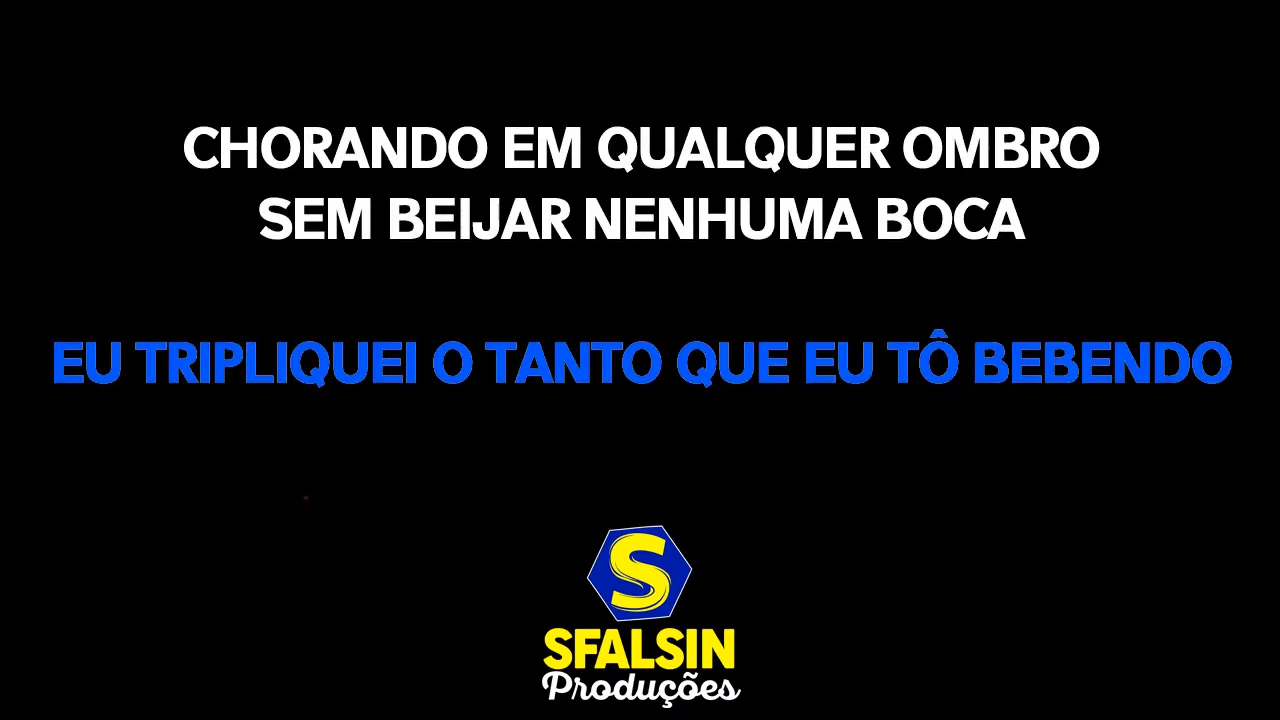 CHORANDO EM QUALQUER OMBRO
SEM BEIJAR NENHUMA BOCA
EU TRIPLIQUEI O TANTO QUE EU TÔ BEBENDO
S
SFALSIN
Produções